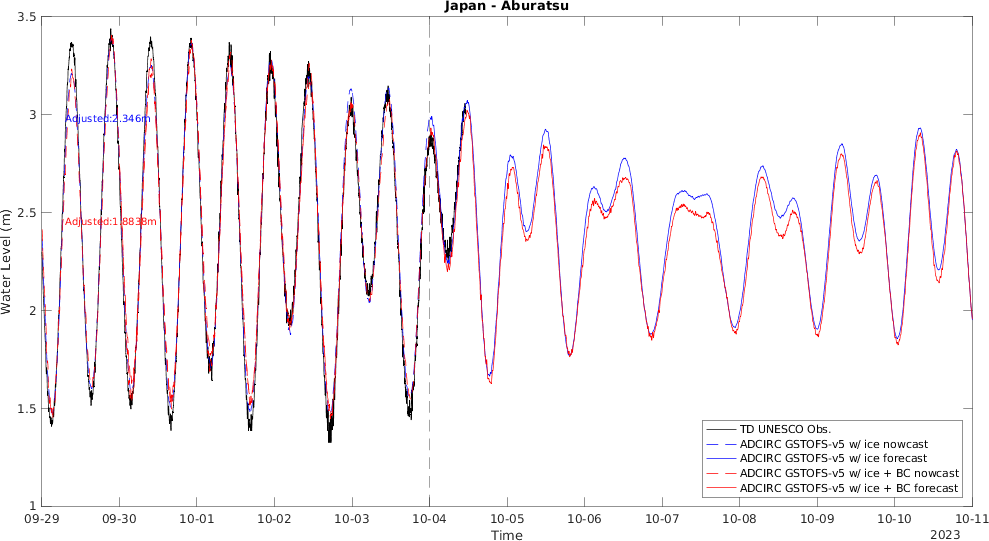 Japan - Aburatsu
3.5
3
2.5
2
1.5
1
Water Level (m)
Adjusted:2.346m
Adjusted:1.8838m
TD UNESCO Obs.
ADCIRC GSTOFS-v5 w/ ice nowcast
ADCIRC GSTOFS-v5 w/ ice forecast
ADCIRC GSTOFS-v5 w/ ice + BC nowcast
ADCIRC GSTOFS-v5 w/ ice + BC forecast
09-29 09-30 10-01 10-02 10-03 10-04 10-05 10-06 10-07 10-08 10-09 10-10 10-11
Time
2023